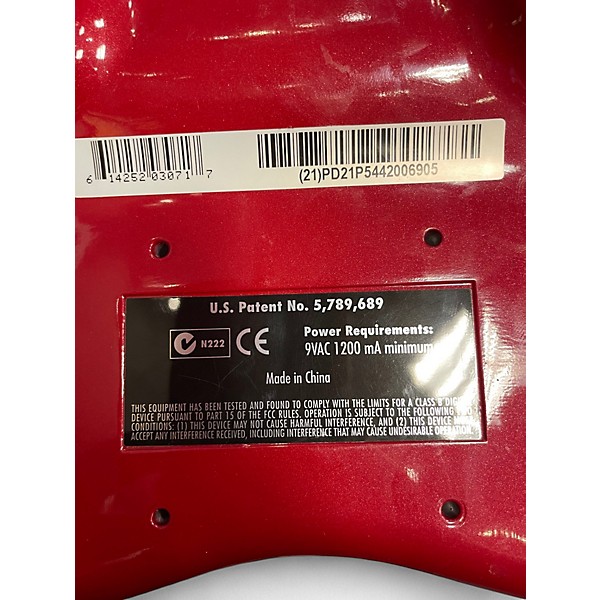 6 14252 03071 7
(21)PD21P5442006905
U.S. Patent No. 5,789,689
N222 CE Power Requirements:
9VAC 1200 mA minimum
Made in China
THIS EQUIPMENT HAS BEEN TESTED AND FOUND TO COMPLY WITH THE LIMITS FOR A CLASS B
DEVICE PURSUANT TO PART 15 OF THE FCC RULES. OPERATION IS SUBJECT TO THE FOLLOWING TWO
CONDITIONS: (1) THIS DEVICE MAY NOT CAUSE HARMFUL INTERFERENCE, AND (2) THIS DEVICE MUST
ACCEPT ANY INTERFERENCE RECEIVED, INCLUDING INTERFERENCE THAT MAY CAUSE UNDESIRABLE OPERATION.